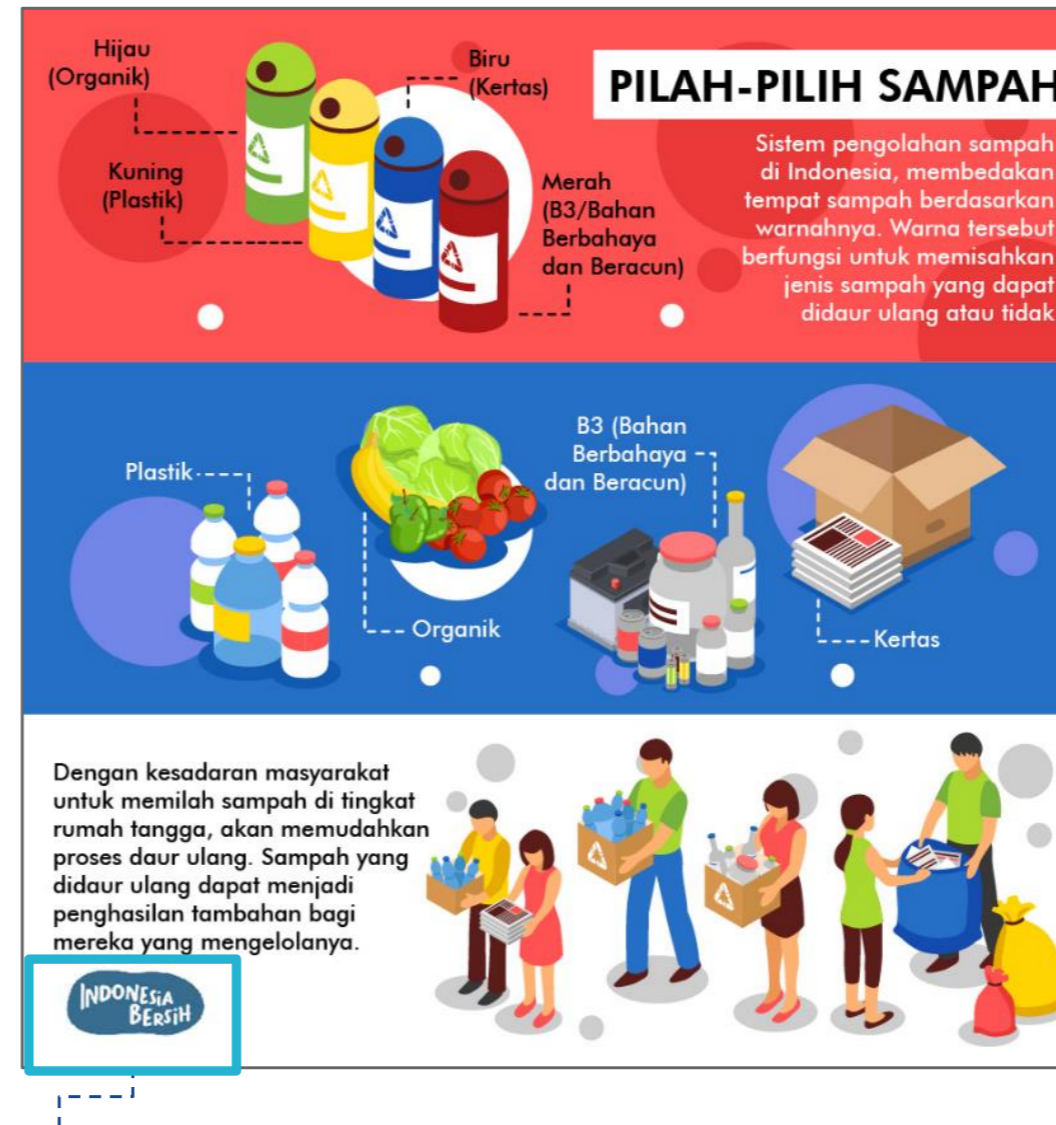 Hijau
(Organik)
Biru
(Kertas)
Kuning
(Plastik)
Merah
(B3/Bahan
Berbahaya
dan Beracun)
PILAH-PILIH SAMPAH
Sistem pengolahan sampah
di Indonesia, membedakan
tempat sampah berdasarkan
warnahnya. Warna tersebut
berfungsi untuk memisahkan
jenis sampah yang dapat
didaur ulang atau tidak
Plastik
Organik
B3 (Bahan
Berbahaya
dan Beracun)
Kertas
Dengan kesadaran masyarakat
untuk memilah sampah di tingkat
rumah tangga, akan memudahkan
proses daur ulang. Sampah yang
didaur ulang dapat menjadi
penghasilan tambahan bagi
mereka yang mengelolanya.
INDONESIA
BERSIH